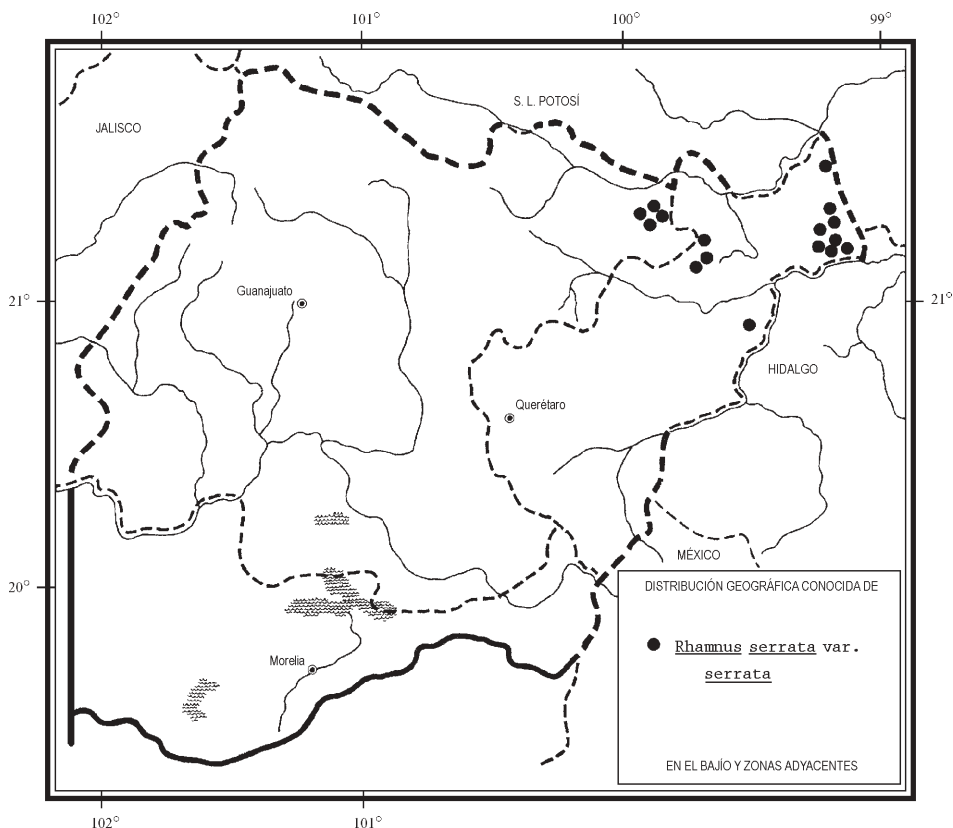 102° 101° 100° 99°
S. L. POTOSÍ
JALISCO
Guanajuato
21° 21°
HIDALGO
Querétaro
MÉXICO
20°
DISTRIBUCIÓN GEOGRÁFICA CONOCIDA DE
Rhamnus serrata var.
serrata
Morelia
EN EL BAJÍO Y ZONAS ADYACENTES
102° 101°